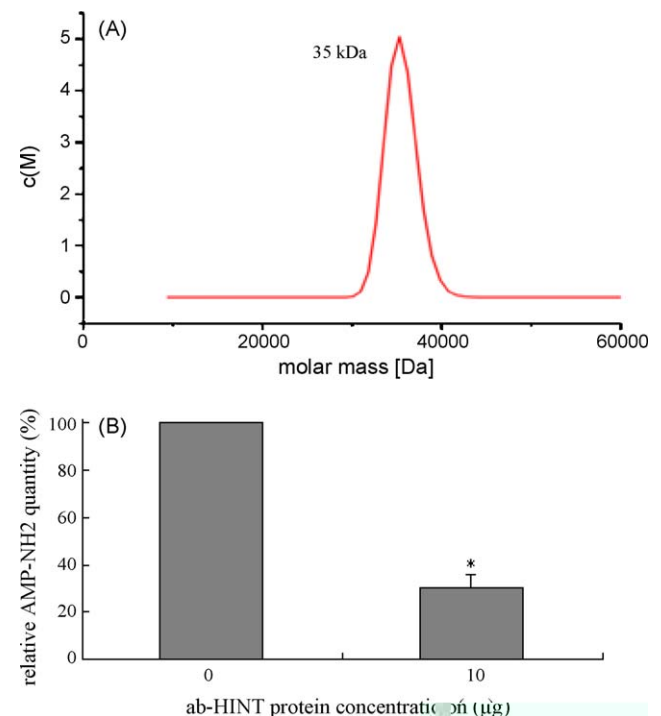 (A)
35 kDa
c(M)
5
4
3
2
1
0
0 20000 40000 60000
molar mass [Da]
(B)
relative AMP-NH2 quantity (%)
100
80
60
40
20
0
*
0 10
ab-HINT protein concentration (µg)